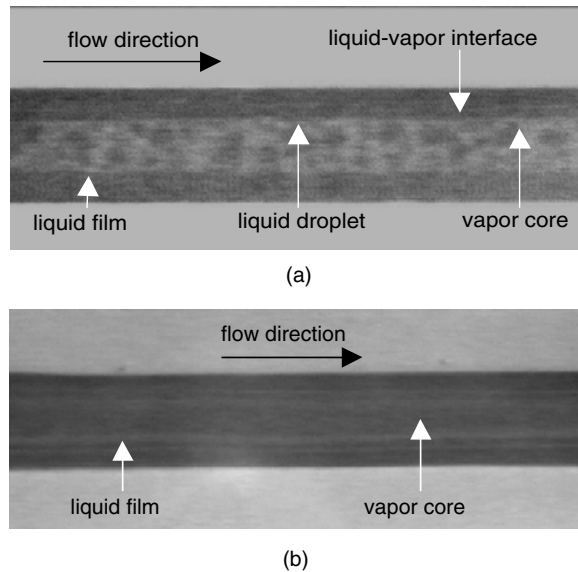 flow direction
liquid-vapor interface
liquid film
liquid droplet
vapor core
(a)
flow direction
liquid film
vapor core
(b)